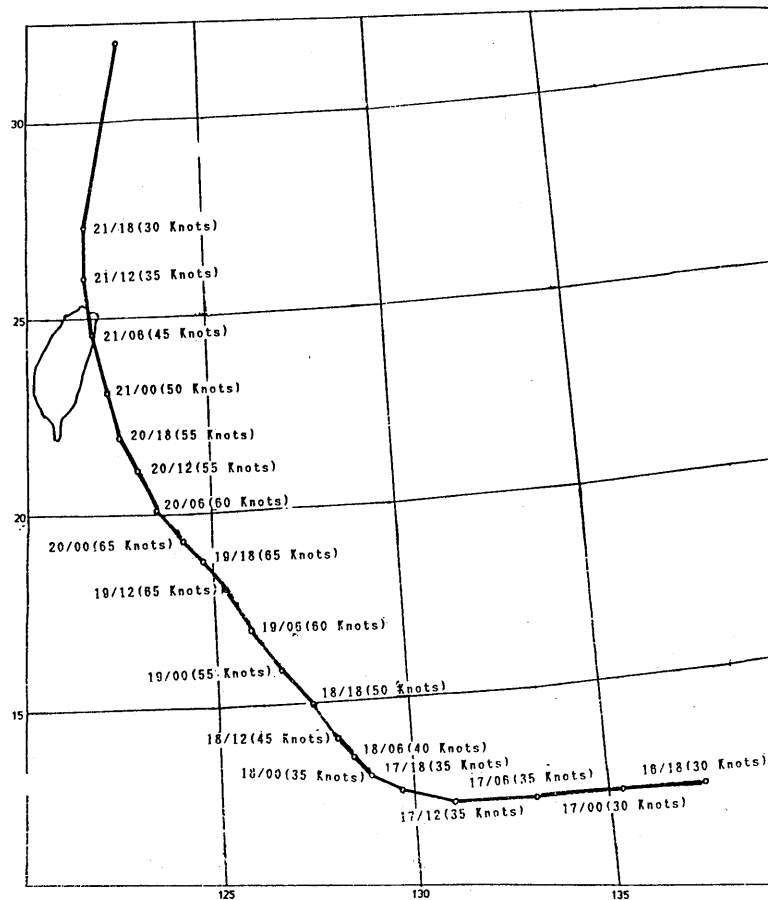 30
21/18(30 Knots)
21/12(35 Knots)
25
21/06(45 Knots)
21/00(50 Knots)
20/18(55 Knots)
20/12(55 Knots)
20/06(60 Knots)
20
20/00(65 Knots)
19/18(65 Knots)
19/12(65 Knots)
19/06(60 Knots)
19/00(55 Knots)
18/18(50 Knots)
15
18/12(45 Knots)
18/06(40 Knots)
17/18(35 Knots)
18/00(35 Knots)
17/06(35 Knots)
16/18(30 Knots)
17/12(35 Knots)
17/00(30 Knots)
125
130
135